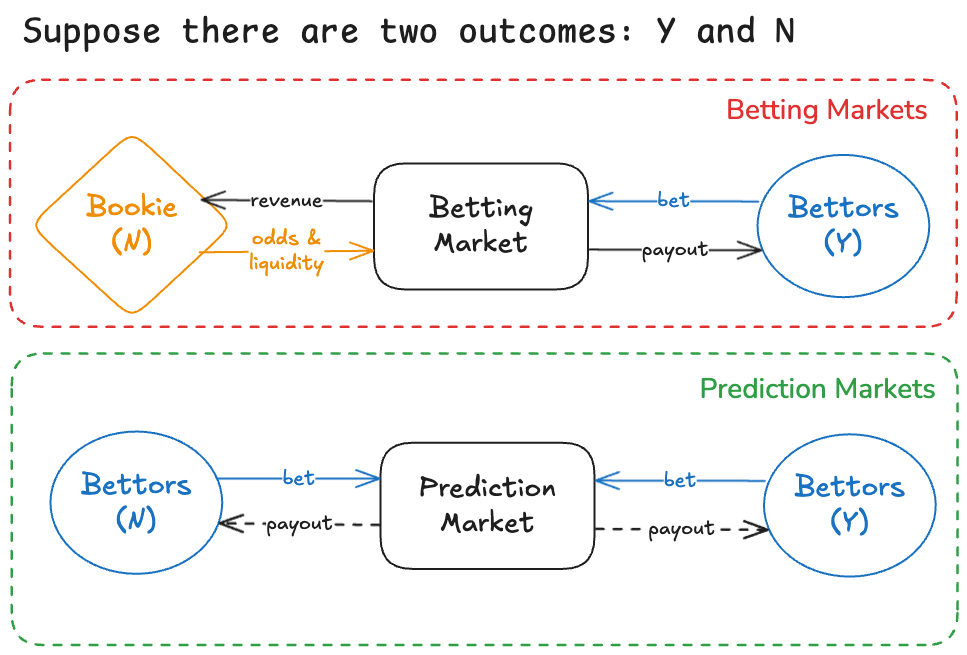 Suppose there are two outcomes: Y and N
Betting Markets
Bookie
(N)
revenue
odds &
liquidity
Betting
Market
bet
payout
Bettors
(Y)
Prediction Markets
Bettors
(N)
bet
payout
Prediction
Market
bet
payout
Bettors
(Y)